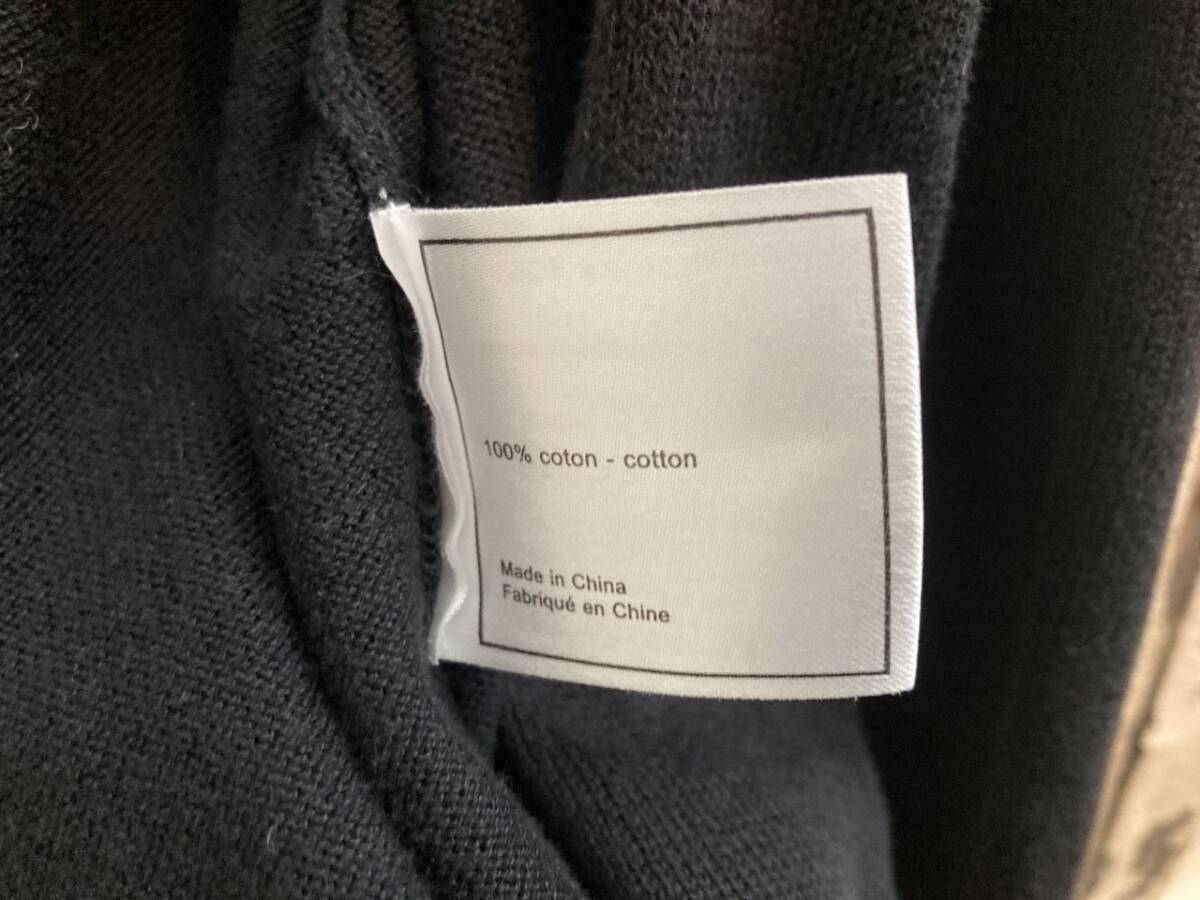 100% coton - cotton
Made in China
Fabriqué en Chine